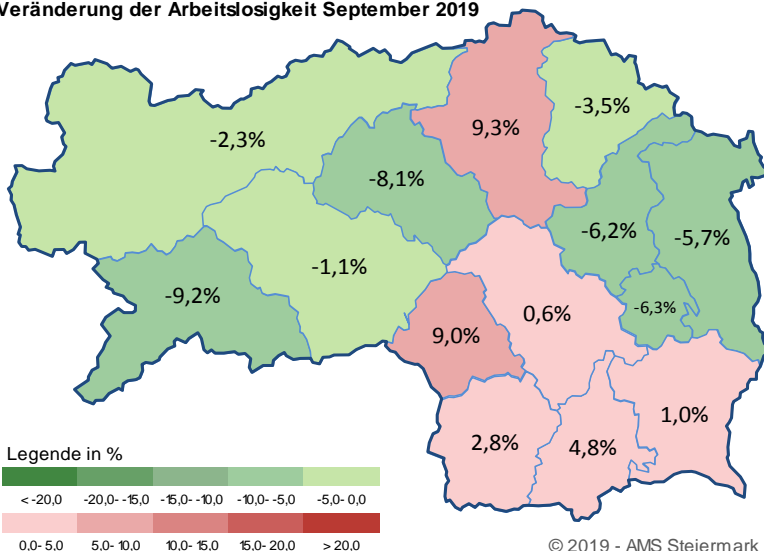 Veränderung der Arbeitslosigkeit September 2019
9,3%
-3,5%
-2,3%
-8,1%
-6,2%
-5,7%
-1,1%
-9,2%
-6,3%
0,6%
9,0%
1,0%
2,8%
4,8%
Legende in %
< -20,0 -20,0- -15,0 -15,0- -10,0 -10,0- -5,0 -5,0- 0,0
0,0- 5,0 5,0- 10,0 10,0- 15,0 15,0- 20,0 > 20,0
© 2019 - AMS Steiermark